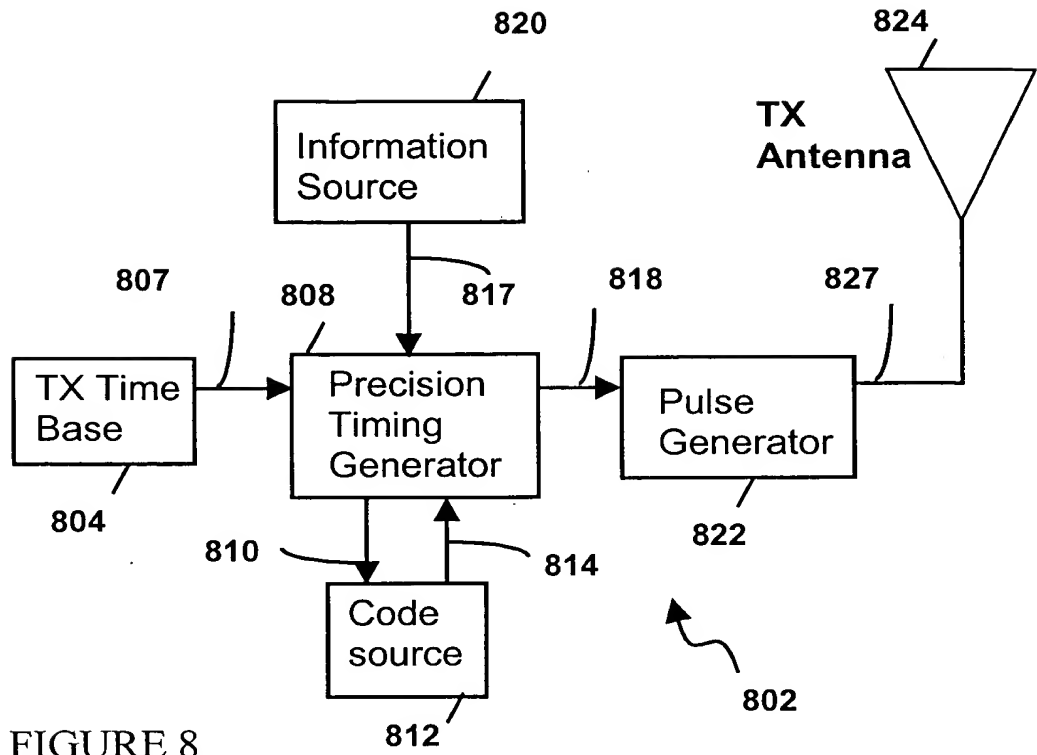 820
824
Information
Source
TX
Antenna
807
808
817
818
827
TX Time
Base
Precision
Timing
Generator
Pulse
Generator
804
810
814
822
Code
source
802
812
FIGURE 8